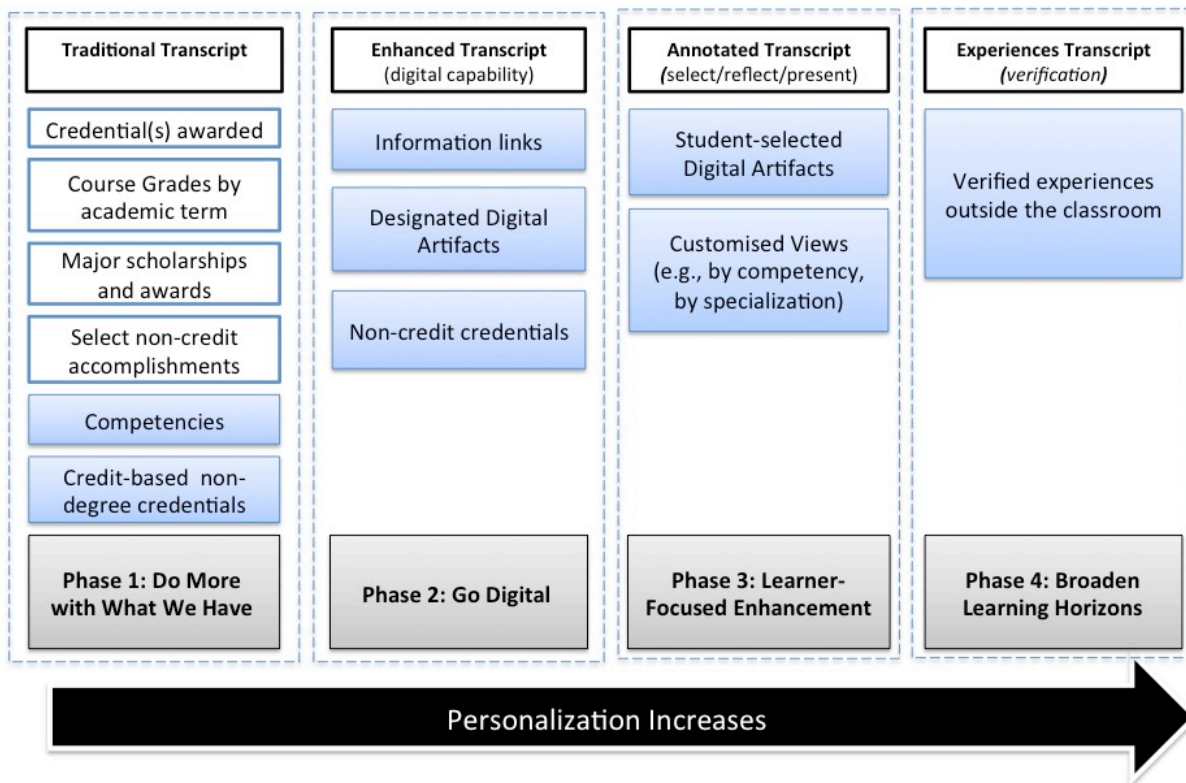 Traditional Transcript
Credential(s) awarded
Course Grades by
academic term
Major scholarships
and awards
Select non-credit
accomplishments
Competencies
Credit-based non-
degree credentials
Phase 1: Do More
with What We Have
Enhanced Transcript
(digital capability)
Information links
Designated Digital
Artifacts
Non-credit credentials
Phase 2: Go Digital
Annotated Transcript
(select/reflect/present)
Student-selected
Digital Artifacts
Customised Views
(e.g., by competency,
by specialization)
Phase 3: Learner-
Focused Enhancement
Experiences Transcript
(verification)
Verified experiences
outside the classroom
Phase 4: Broaden
Learning Horizons
Personalization Increases